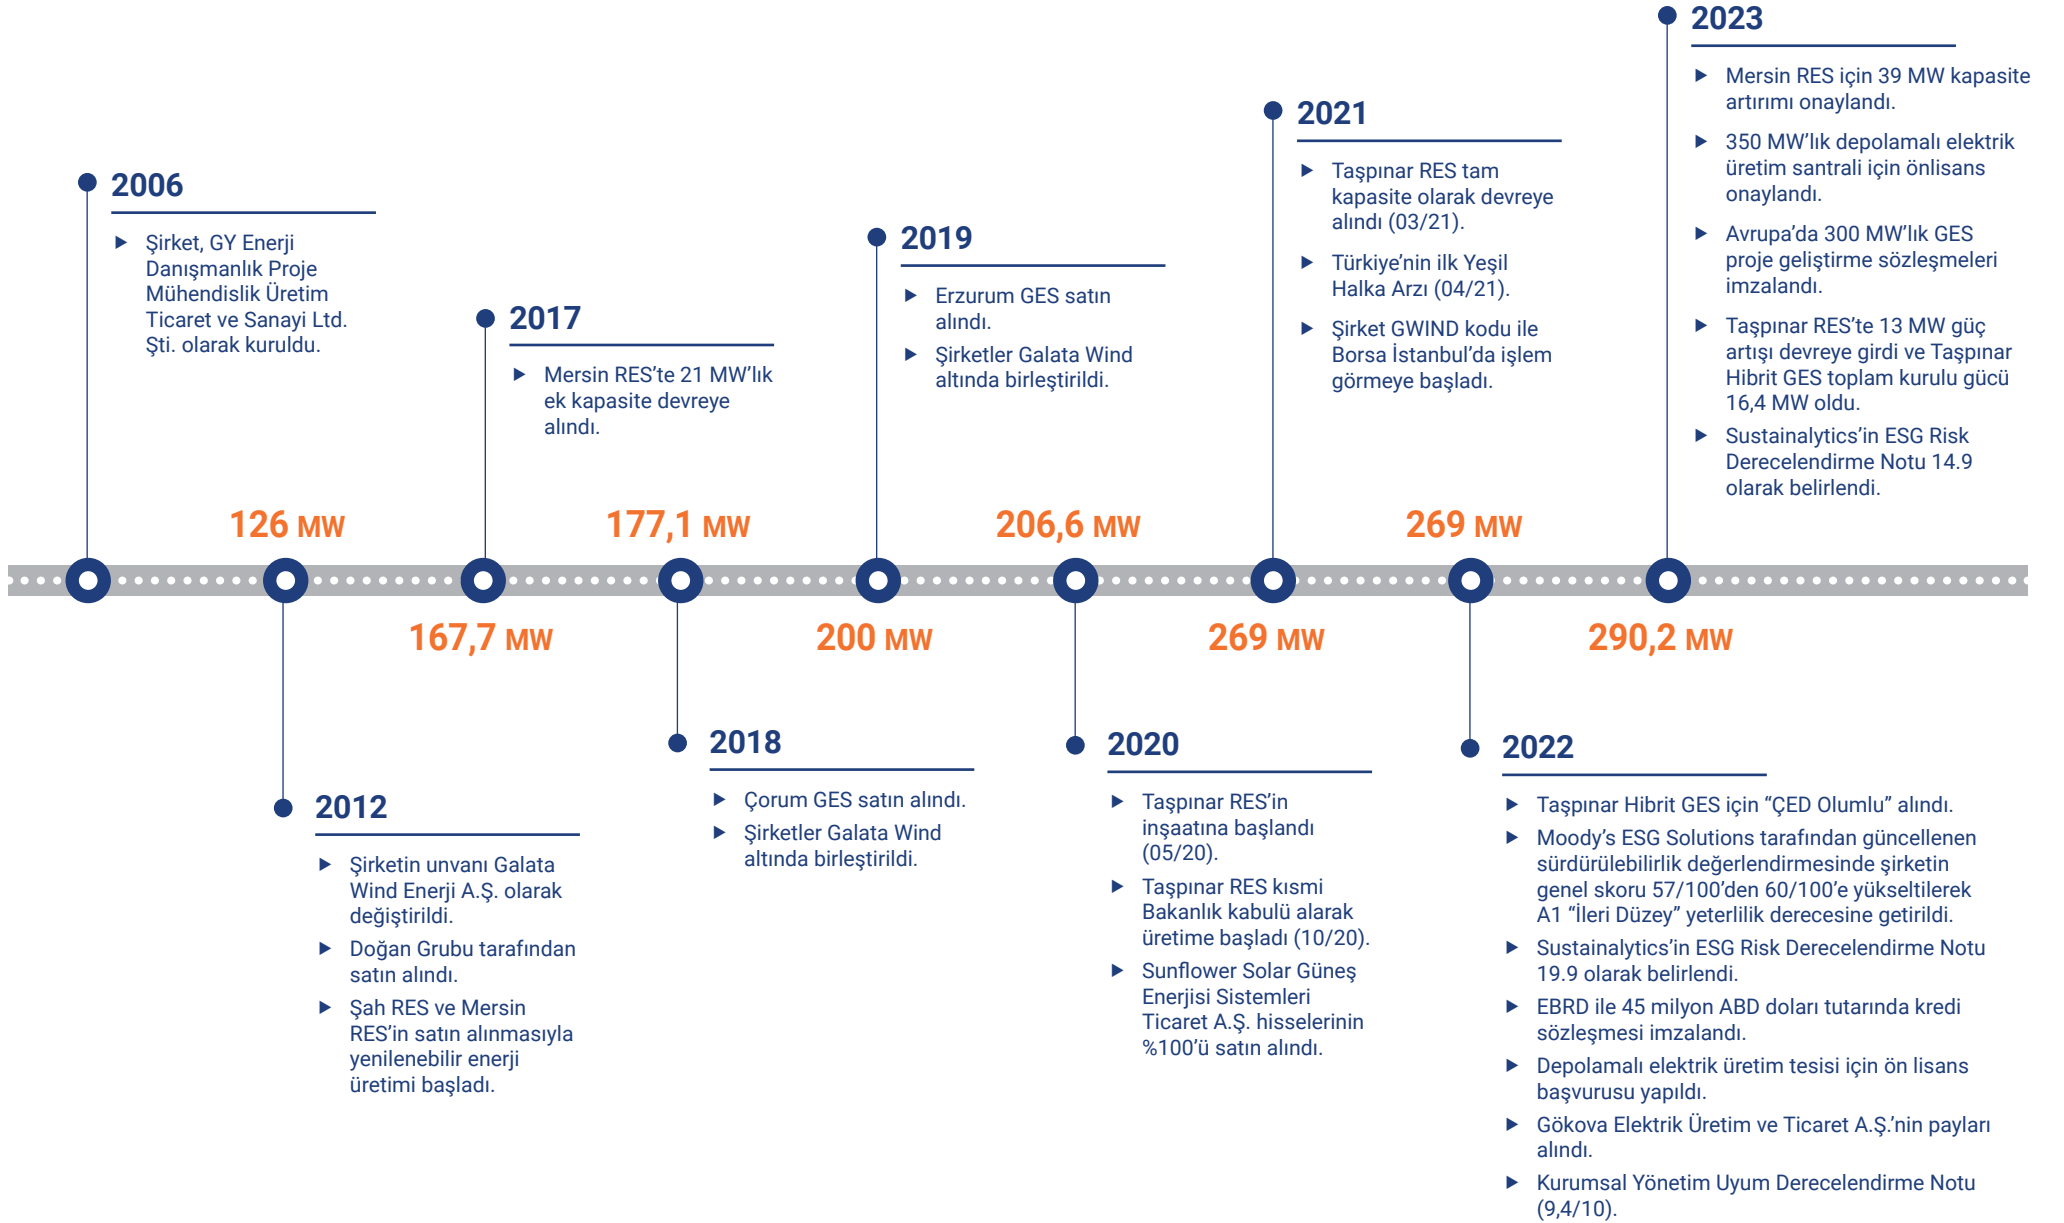 2006
Şirket, GY Enerji
Danışmanlık Proje
Mühendislik Üretim
Ticaret ve Sanayi Ltd.
Şti. olarak kuruldu.
2017
Mersin RES’te 21 MW’lık
ek kapasite devreye
alındı.
2019
Erzurum GES satın
alındı.
Şirketler Galata Wind
altında birleştirildi.
2021
Taşpınar RES tam
kapasite olarak devreye
alındı (03/21).
Türkiye’nin ilk Yeşil
Halka Arzı (04/21).
Şirket GWIND kodu ile
Borsa İstanbul’da işlem
görmeye başladı.
2023
Mersin RES için 39 MW kapasite
artırımı onaylandı.
350 MW’lık depolamalı elektrik
üretim santrali için önlisans
onaylandı.
Avrupa’da 300 MW’lık GES
proje geliştirme sözleşmeleri
imzalandı.
Taşpınar RES’te 13 MW güç
artışı devreye girdi ve Taşpınar
Hibrit GES toplam kurulu gücü
16,4 MW oldu.
Sustainalytics’in ESG Risk
Derecelendirme Notu 14.9
olarak belirlendi.
126 MW
177,1 MW
206,6 MW
269 MW
167,7 MW
200 MW
269 MW
290,2 MW
2012
Şirketin unvanı Galata
Wind Enerji A.Ş. olarak
değiştirildi.
Doğan Grubu tarafından
satın alındı.
Şah RES ve Mersin
RES’in satın alınmasıyla
yenilenebilir enerji
üretimi başladı.
2018
Çorum GES satın alındı.
Şirketler Galata Wind
altında birleştirildi.
2020
Taşpınar RES’in
inşaatına başlandı
(05/20).
Taşpınar RES kısmi
Bakanlık kabulü alarak
üretime başladı (10/20).
Sunflower Solar Güneş
Enerjisi Sistemleri
Ticaret A.Ş. hisselerinin
%100’ü satın alındı.
2022
Taşpınar Hibrit GES için “ÇED Olumlu” alındı.
Moody’s ESG Solutions tarafından güncellenen
sürdürülebilirlik değerlendirmesinde şirketin
genel skoru 57/100’den 60/100’e yükseltilerek
A1 “İleri Düzey” yeterlilik derecesine getirildi.
Sustainalytics’in ESG Risk Derecelendirme Notu
19.9 olarak belirlendi.
EBRD ile 45 milyon ABD doları tutarında kredi
sözleşmesi imzalandı.
Depolamalı elektrik üretim tesisi için ön lisans
başvurusu yapıldı.
Gökova Elektrik Üretim ve Ticaret A.Ş.’nin payları
alındı.
Kurumsal Yönetim Uyum Derecelendirme Notu
(9,4/10).